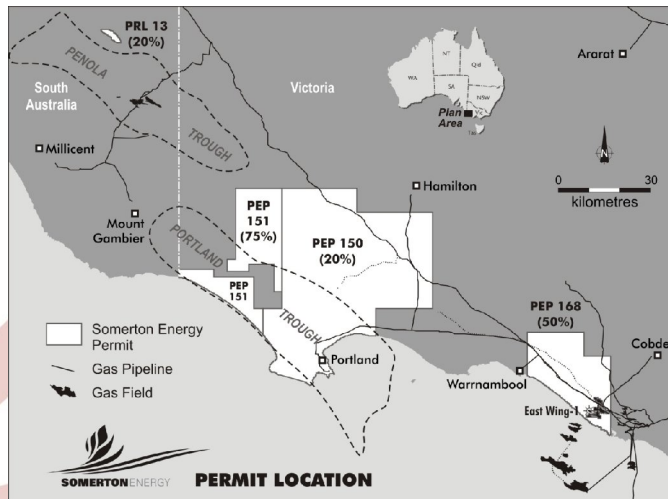 PRL 13
(20%)
PENOLA
TROUGH
South
Australia
Victoria
Millicent
Mount
Gambier
WA
NT
SA
Qld
NSW
Vic
Tas
Plan
Area
Ararat
N
0
30
kilometres
Hamilton
PEP
151
(75%)
PEP 150
(20%)
PORTLAND
TROUGH
PEP
151
Portland
PEP 168
(50%)
Cobde
Warrnambool
East Wing-1
Somerton Energy
Permit
Gas Pipeline
Gas Field
SOMERTON ENERGY
PERMIT LOCATION